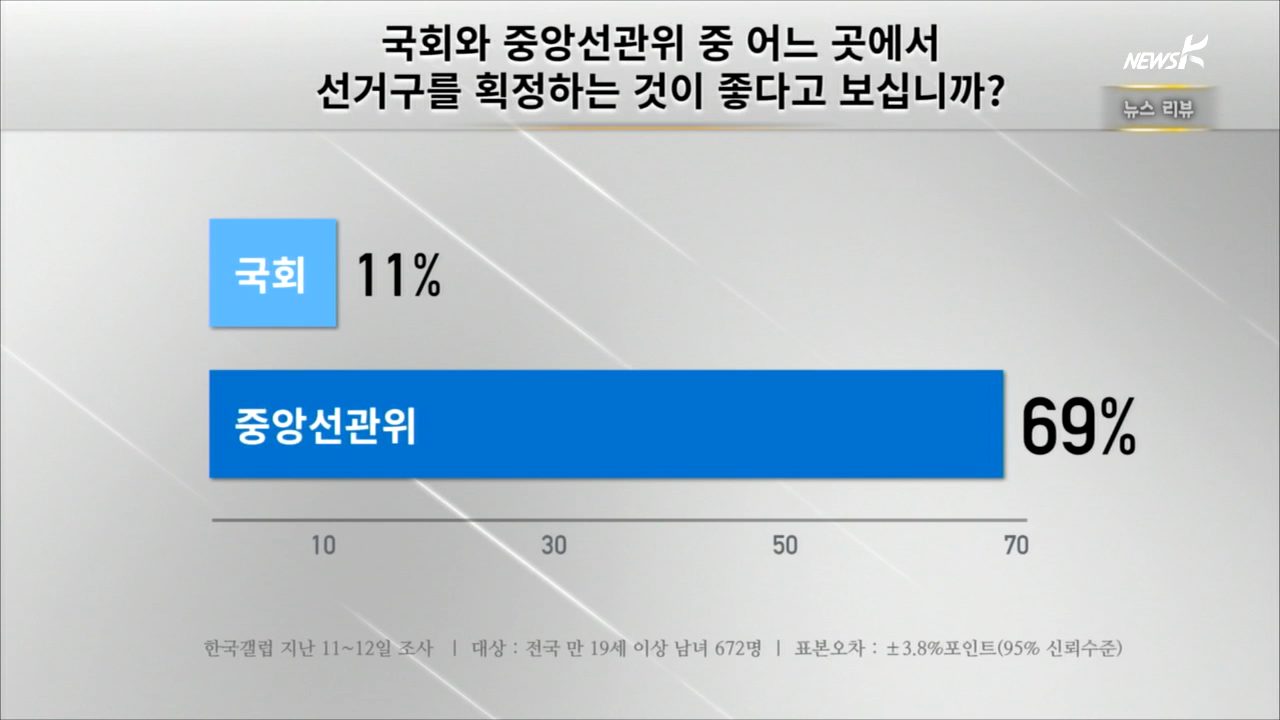 국회와 중앙선관위 중 어느 곳에서
선거구를 획정하는 것이 좋다고 보십니까?
NEWS K
뉴스 리뷰
국회 11%
중앙선관위 69%
10 30 50 70
한국갤럽 지난 11~12일 조사 | 대상 : 전국 만 19세 이상 남녀 672명 | 표본오차 : ±3.8%포인트(95% 신뢰수준)